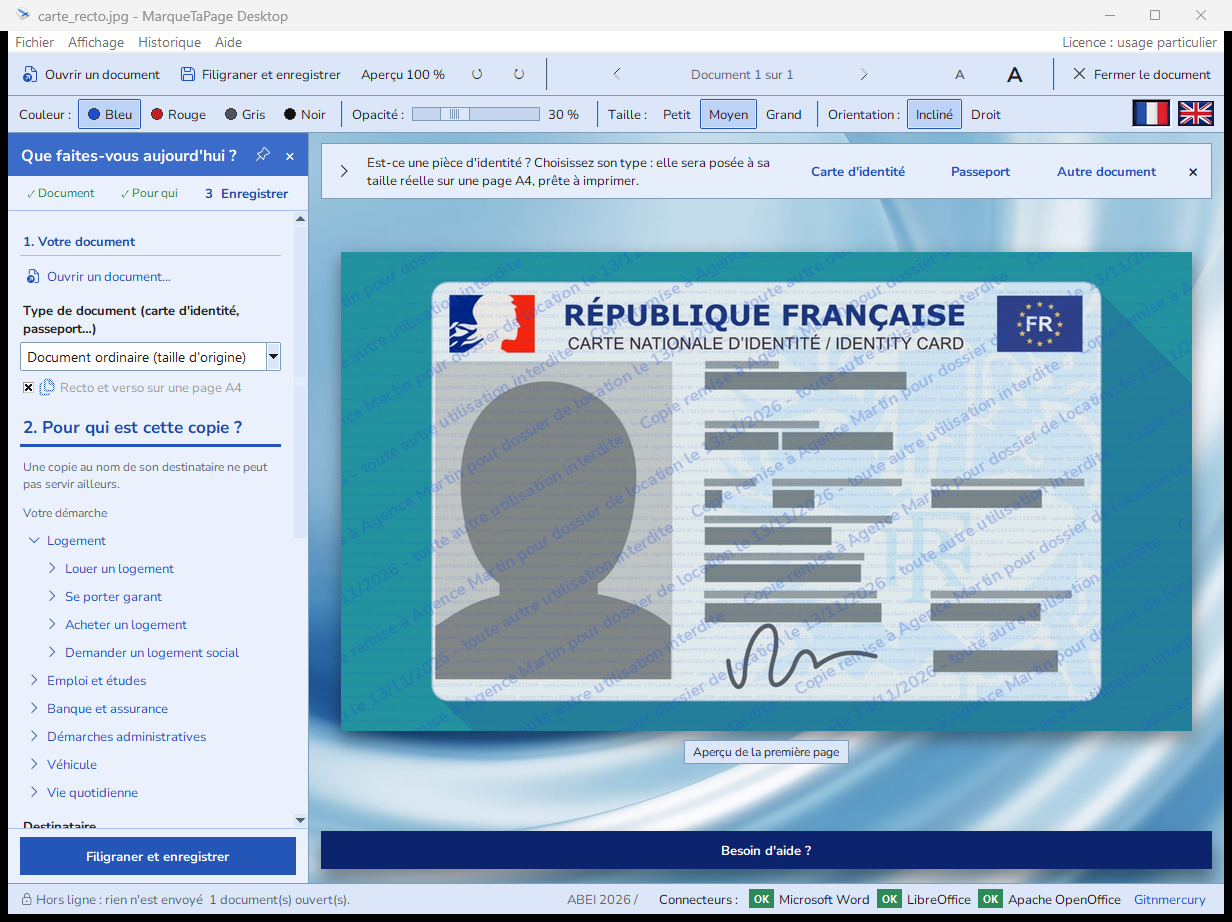 carte_recto.jpg - MarqueTaPage Desktop
Fichier Affichage Historique Aide Licence : usage particulier
Ouvrir un document Filigraner et enregistrer Aperçu 100 % Document 1 sur 1 A A Fermer le document
Couleur : Bleu Rouge Gris Noir Opacité : 30 % Taille : Petit Moyen Grand Orientation : Incliné Droit
Que faites-vous aujourd'hui ?
Document Pour qui 3 Enregistrer
1. Votre document
Ouvrir un document...
Type de document (carte d'identité,
passeport...)
Document ordinaire (taille d'origine)
Recto et verso sur une page A4
2. Pour qui est cette copie ?
Une copie au nom de son destinataire ne peut
pas servir ailleurs.
Votre démarche
Logement
Louer un logement
Se porter garant
Acheter un logement
Demander un logement social
Emploi et études
Banque et assurance
Démarches administratives
Véhicule
Vie quotidienne
Destinataire
Filigraner et enregistrer
Est-ce une pièce d'identité ? Choisissez son type : elle sera posée à sa
taille réelle sur une page A4, prête à imprimer.
Carte d'identité Passeport Autre document
RÉPUBLIQUE FRANÇAISE
CARTE NATIONALE D'IDENTITÉ / IDENTITY CARD
FR
RF
Copie remise à Agence Martin pour dossier de location le 13/11/2026 - toute autre utilisation interdite
Aperçu de la première page
Besoin d'aide ?
Hors ligne : rien n'est envoyé 1 document(s) ouvert(s). ABEI 2026 / Connecteurs : OK Microsoft Word OK LibreOffice OK Apache OpenOffice Gitnmercury